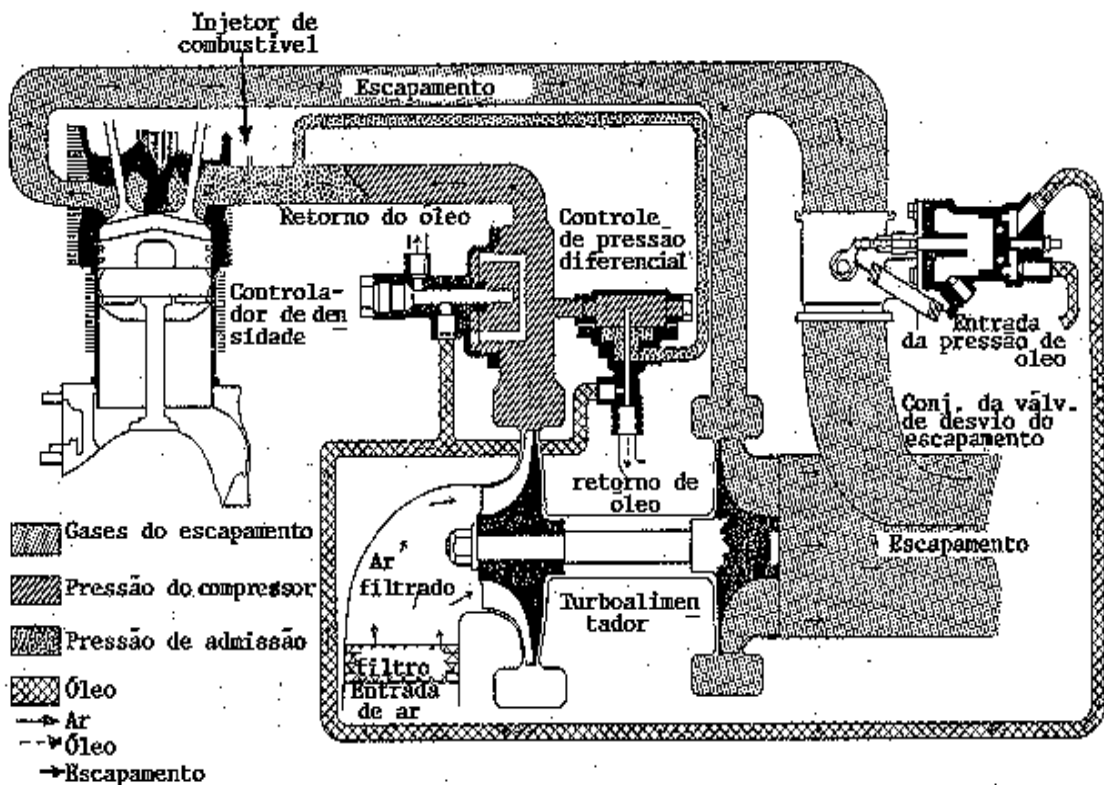 Injetor de
combustível
Escapamento
Retorno do óleo
Controle
de pressão
diferencial
Controla-
dor de den
sidade
Entrada
da pressão de
óleo
Conj. da válv.
de desvio do
escapamento
retorno de
óleo
Escapamento
Ar
filtrado
Turboalimen
tador
filtro
Entrada
de ar
Gases do escapamento
Pressão do compressor
Pressão de admissão
Óleo
Ar
Óleo
Escapamento